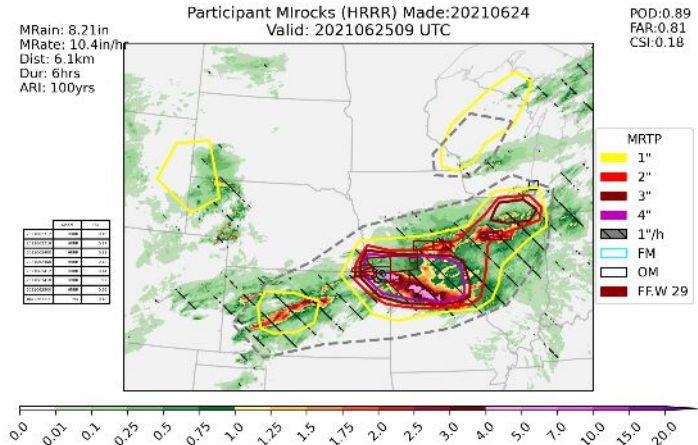 Participant MIrocks (HRRR) Made:20210624
Valid: 2021062509 UTC
MRain: 8.21in
MRate: 10.4in/hr
Dist: 6.1km
Dur: 6hrs
ARI: 100yrs
POD:0.89
FAR:0.81
CSI:0.18
MRTP
1"
2"
3"
4"
1"/h
FM
OM
FF.W 29
0.0 0.01 0.1 0.25 0.5 0.75 1.0 1.25 1.5 1.75 2.0 2.5 3.0 4.0 5.0 7.0 10.0 15.0 20.0